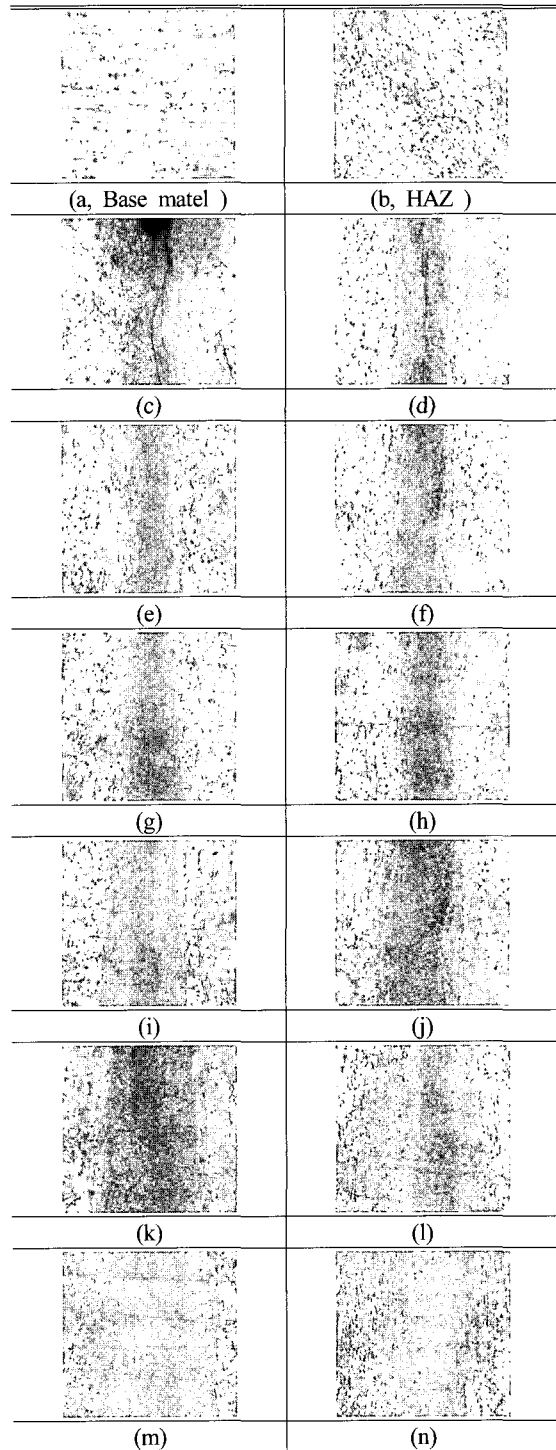 (a, Base matel )
(b, HAZ )
(c)
(d)
(e)
(f)
(g)
(h)
(i)
(j)
(k)
(l)
(m)
(n)